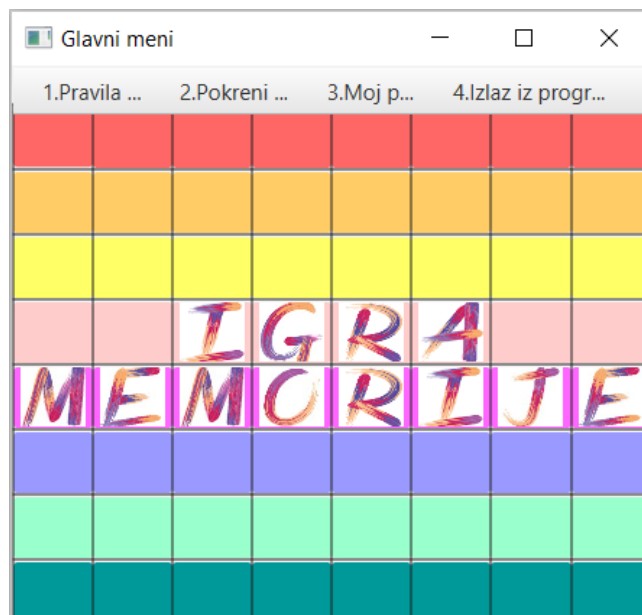 Glavni meni
1.Pravila ... 2.Pokreni ... 3.Moj p... 4.Izlaz iz progr...
IGRA
MEMORIJE